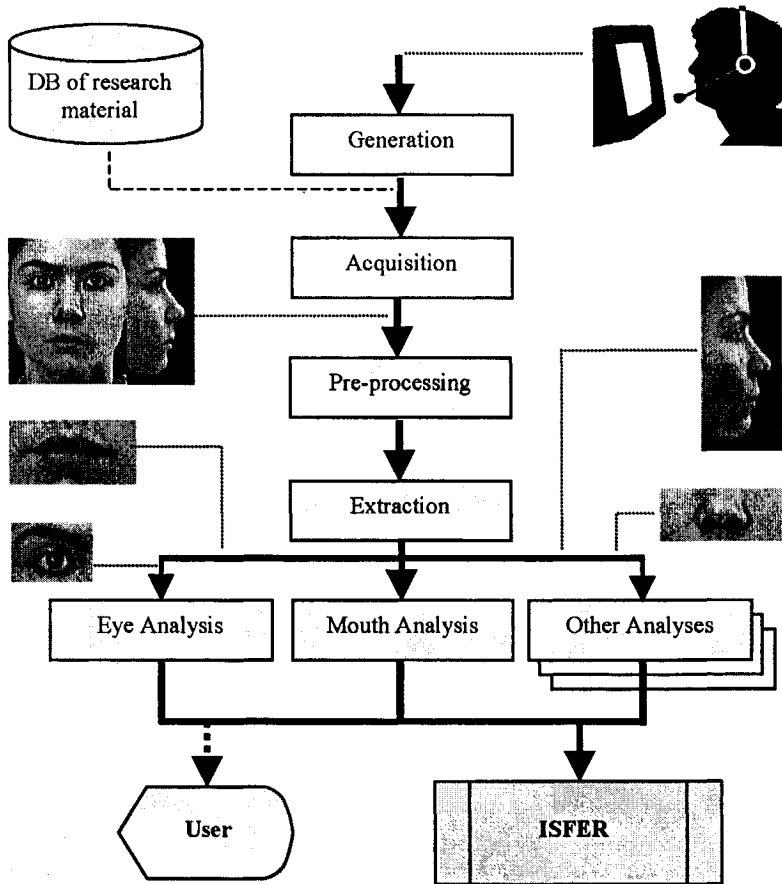 DB of research
material
Generation
Acquisition
Pre-processing
Extraction
Eye Analysis
Mouth Analysis
Other Analyses
User
ISFER